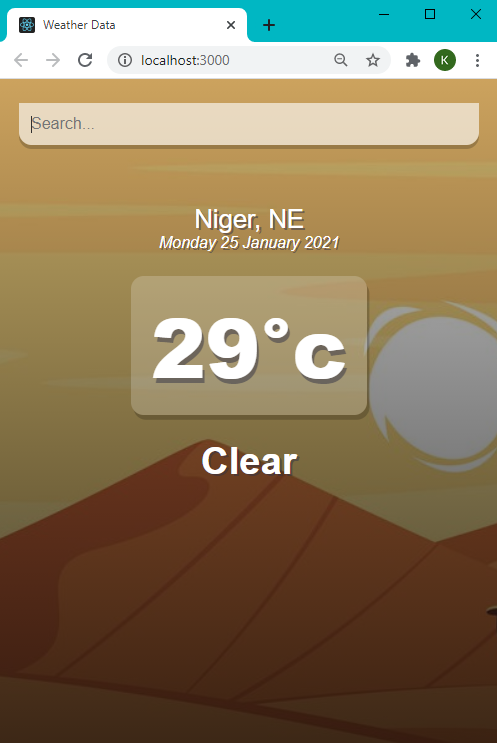 Weather Data
localhost:3000
K
Search...
Niger, NE
Monday 25 January 2021
29°c
Clear